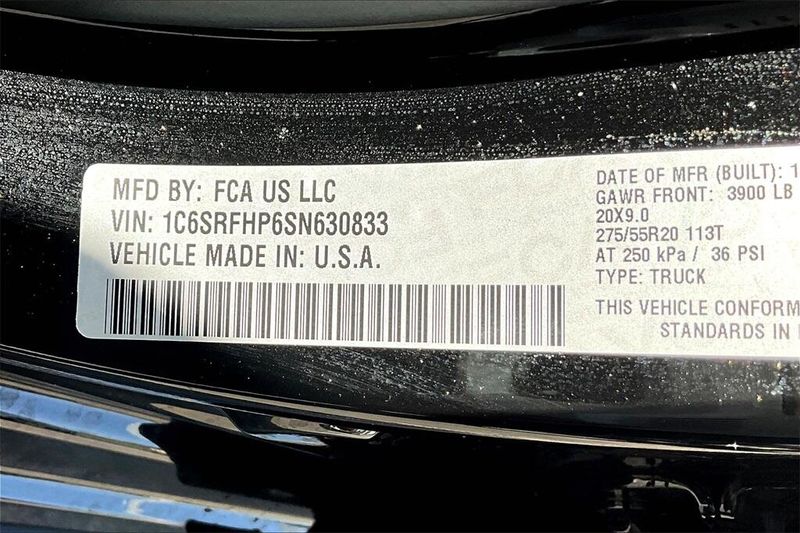 MFD BY: FCA US LLC
VIN: 1C6SRFHP6SN630833
VEHICLE MADE IN: U.S.A.
DATE OF MFR (BUILT): 1
GAWR FRONT: 3900 LB
20X9.0
275/55R20 113T
AT 250 kPa / 36 PSI
TYPE: TRUCK
THIS VEHICLE CONFORM
STANDARDS IN